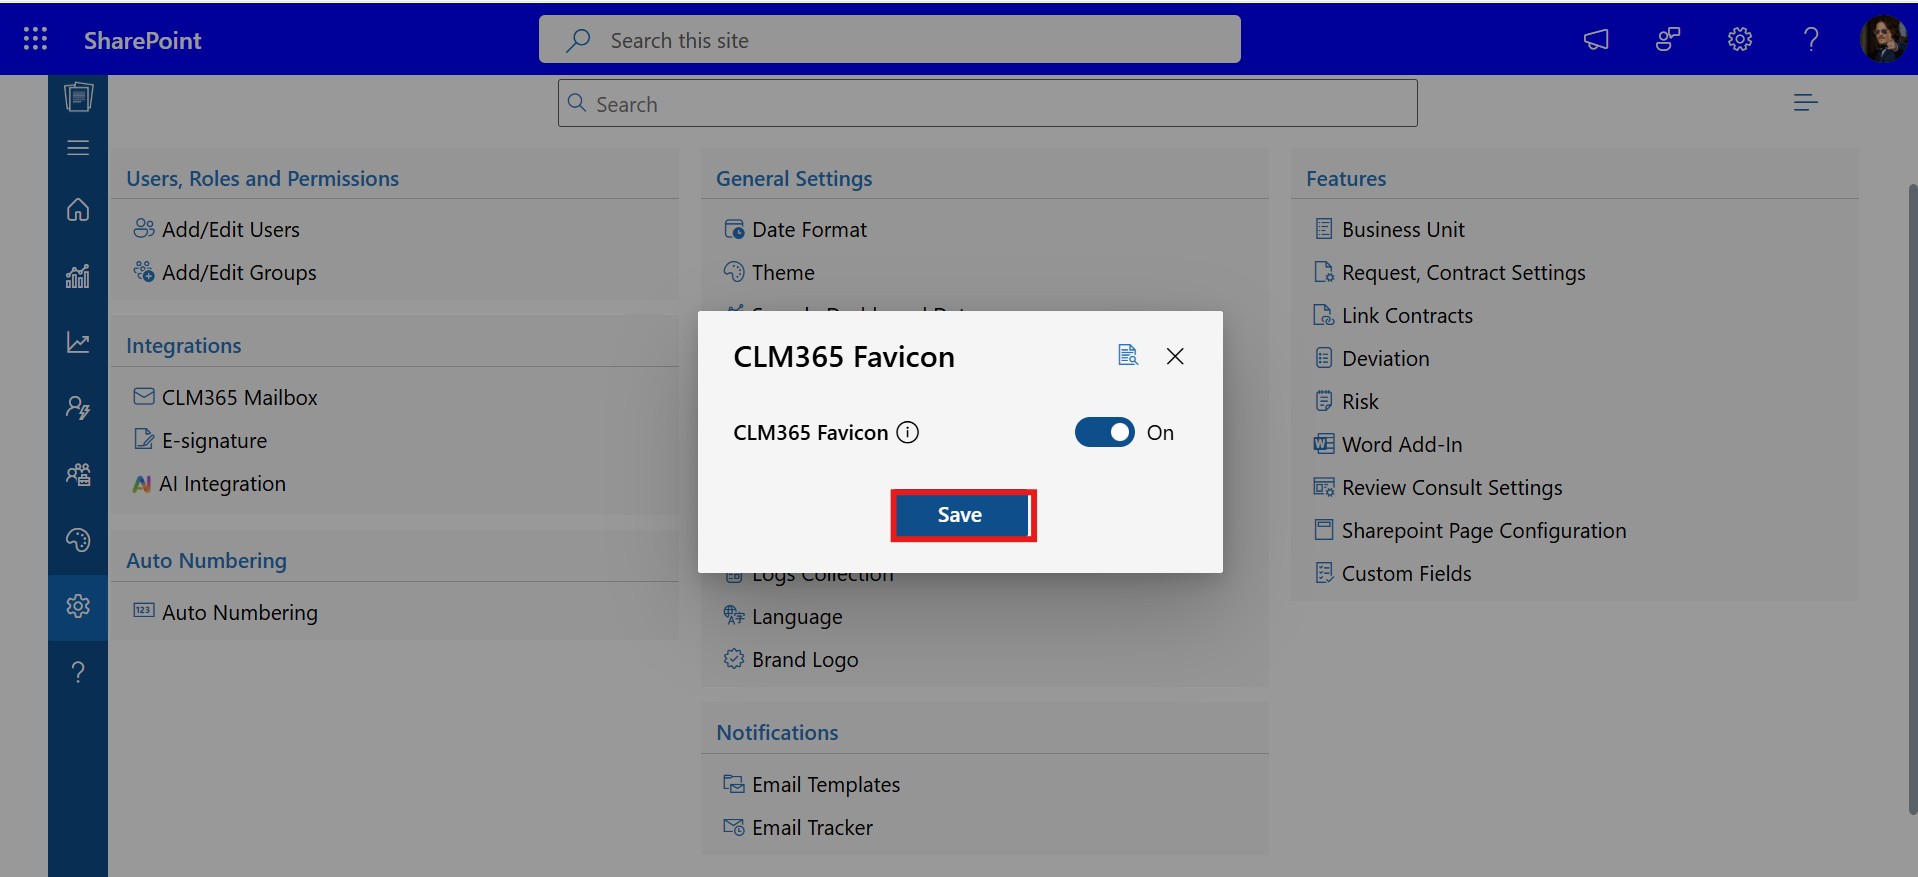 SharePoint
Search this site
Search
Users, Roles and Permissions
Add/Edit Users
Add/Edit Groups
Integrations
CLM365 Mailbox
E-signature
AI Integration
Auto Numbering
123 Auto Numbering
General Settings
Date Format
Theme
CLM365 Favicon
CLM365 Favicon
On
Save
Logs Collection
Language
Brand Logo
Notifications
Email Templates
Email Tracker
Features
Business Unit
Request, Contract Settings
Link Contracts
Deviation
Risk
Word Add-In
Review Consult Settings
Sharepoint Page Configuration
Custom Fields